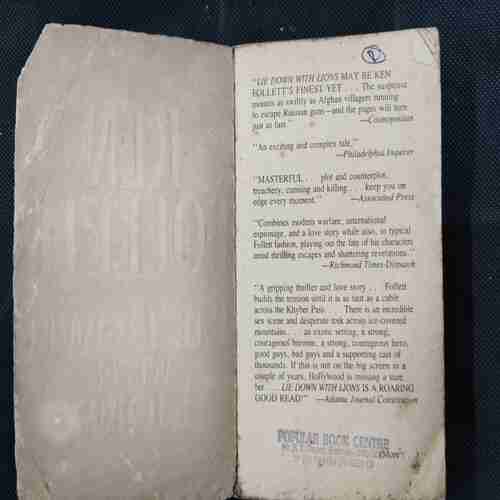 "LIE DOWN WITH LIONS MAY BE KEN
FOLLETT'S FINEST YET . . . The suspense
mounts as swiftly as Afghan villagers running
to escape Russian guns—and the pages will turn
just as fast."
—Cosmopolitan
"An exciting and complex tale."
—Philadelphia Inquirer
"MASTERFUL . . plot and counterplot,
treachery, cunning and killing . . . keep you on
edge every moment."
—Associated Press
"Combines modern warfare, international
espionage, and a love story while also, in typical
Follett fashion, playing out the fate of his characters
amid thrilling escapes and shattering revelations."
—Richmond Times-Dispatch
"A gripping thriller and love story . . Follett
builds the tension until it is as taut as a cable
across the Khyber Pass. . . There is an incredible
sex scene and desperate trek across ice-covered
mountains. . . an exotic setting, a strong,
courageous heroine, a strong, courageous hero,
good guys, bad guys and a supporting cast of
thousands. If this is not on the big screen in a
couple of years, Hollywood is missing a sure
bet . . . LIE DOWN WITH LIONS IS A ROARING
GOOD READ!"
—Atlanta Journal Constitution
POPULAR BOOK CENTRE
(More